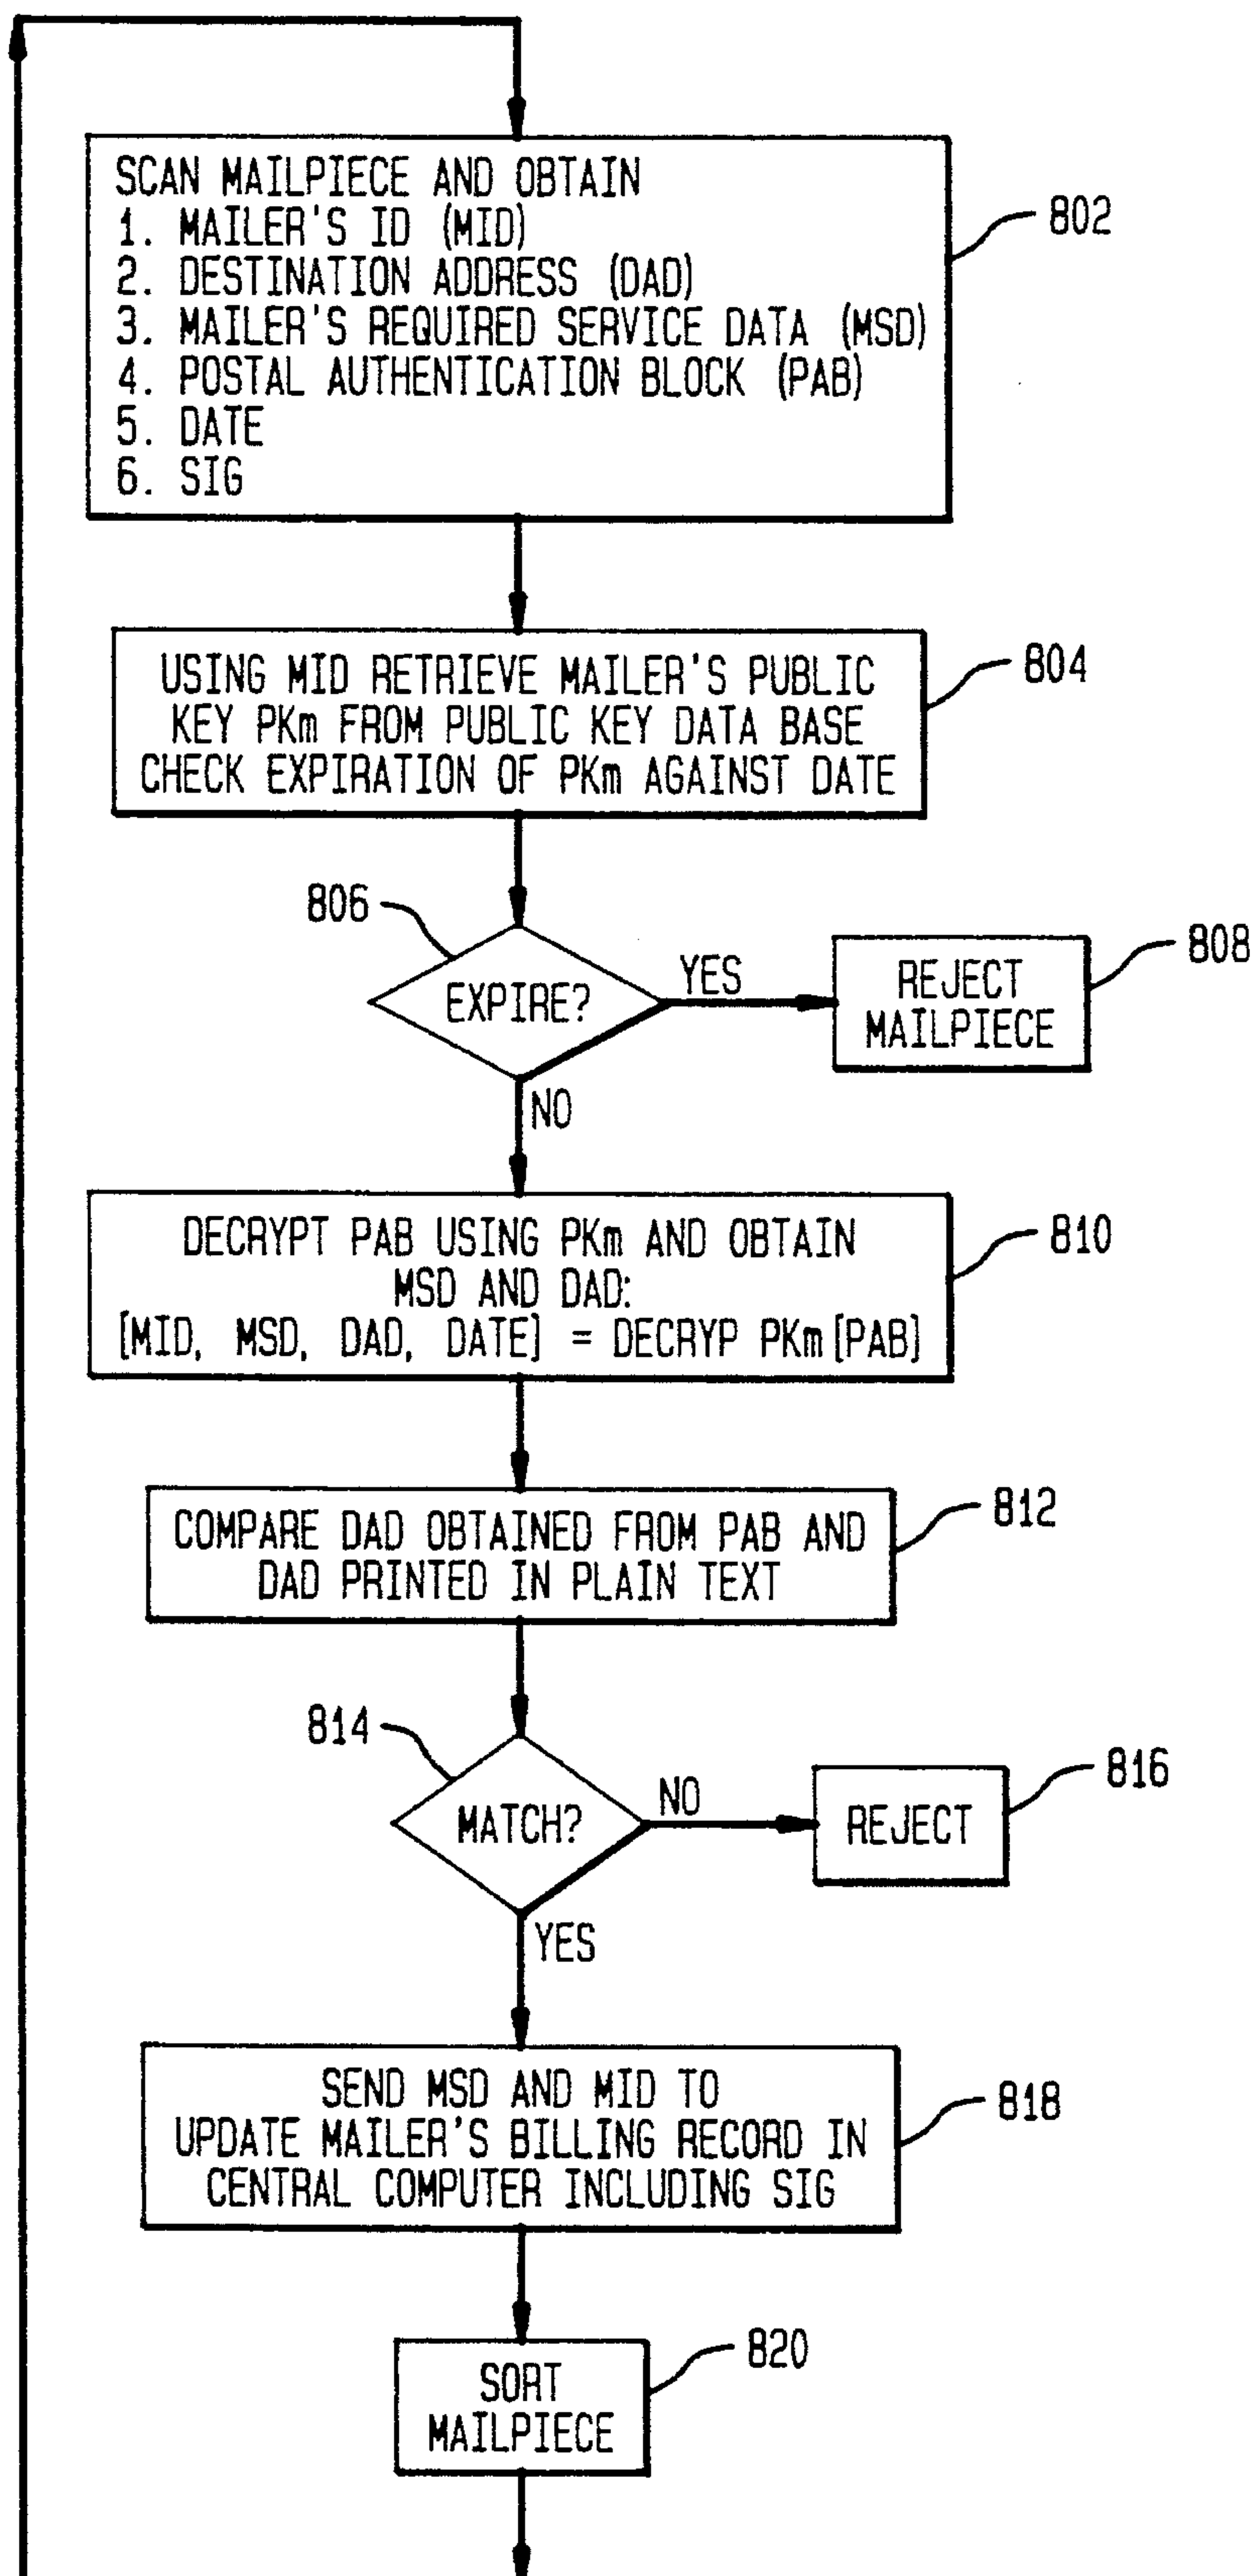 SCAN MAILPIECE AND OBTAIN
1. MAILER'S ID (MID)
2. DESTINATION ADDRESS (DAD)
3. MAILER'S REQUIRED SERVICE DATA (MSD)
4. POSTAL AUTHENTICATION BLOCK (PAB)
5. DATE
6. SIG
802
USING MID RETRIEVE MAILER'S PUBLIC
KEY PKm FROM PUBLIC KEY DATA BASE
CHECK EXPIRATION OF PKm AGAINST DATE
804
806
EXPIRE?
YES
REJECT
MAILPIECE
808
NO
DECRYPT PAB USING PKm AND OBTAIN
MSD AND DAD:
[MID, MSD, DAD, DATE] = DECRYP PKm[PAB]
810
COMPARE DAD OBTAINED FROM PAB AND
DAD PRINTED IN PLAIN TEXT
812
814
MATCH?
NO
REJECT
816
YES
SEND MSD AND MID TO
UPDATE MAILER'S BILLING RECORD IN
CENTRAL COMPUTER INCLUDING SIG
818
SORT
MAILPIECE
820